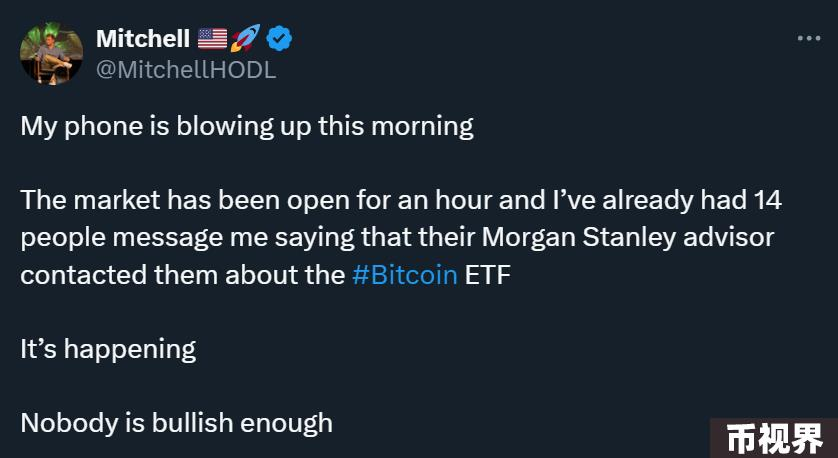 Mitchell 🇺🇸🚀
@MitchellHODL
My phone is blowing up this morning
The market has been open for an hour and I’ve already had 14
people message me saying that their Morgan Stanley advisor
contacted them about the #Bitcoin ETF
It’s happening
Nobody is bullish enough
币视界